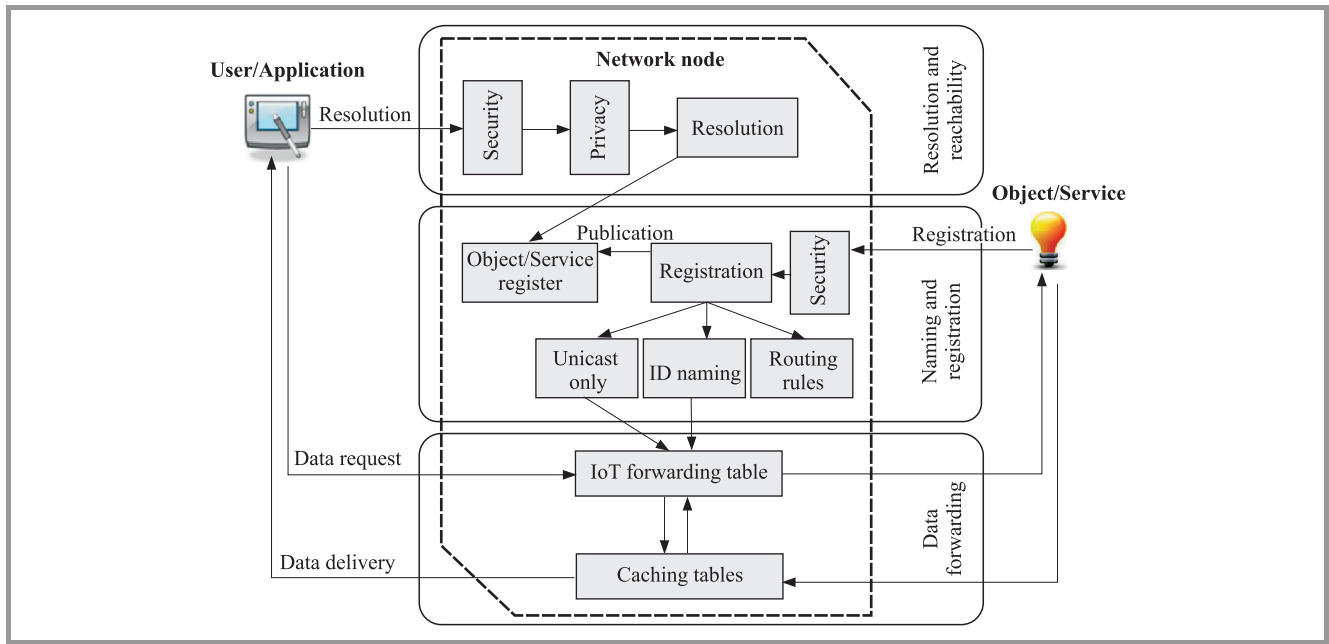 Network node
User/Application
Resolution
Security
Privacy
Resolution
Resolution and
reachability
Object/Service
Publication
Registration
Object/Service
register
Registration
Security
Naming and
registration
Unicast
only
ID naming
Routing
rules
Data request
IoT forwarding table
Data
forwarding
Data delivery
Caching tables